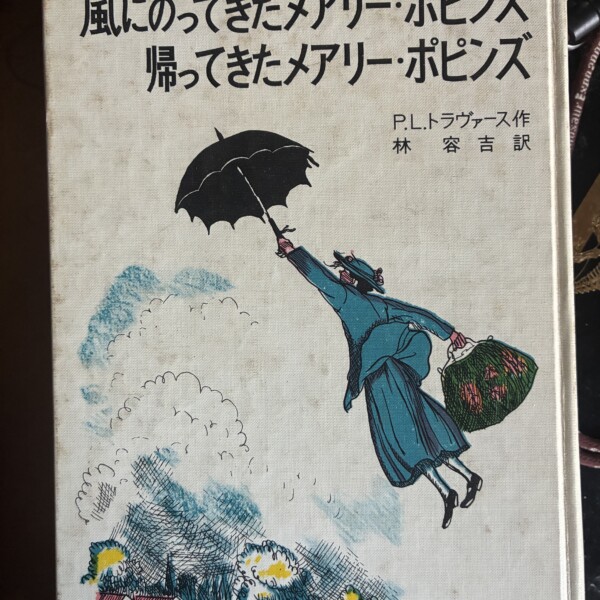 風にのってきたメアリー・ポピンズ
帰ってきたメアリー・ポピンズ
P.L.トラヴァース作
林 容吉 訳